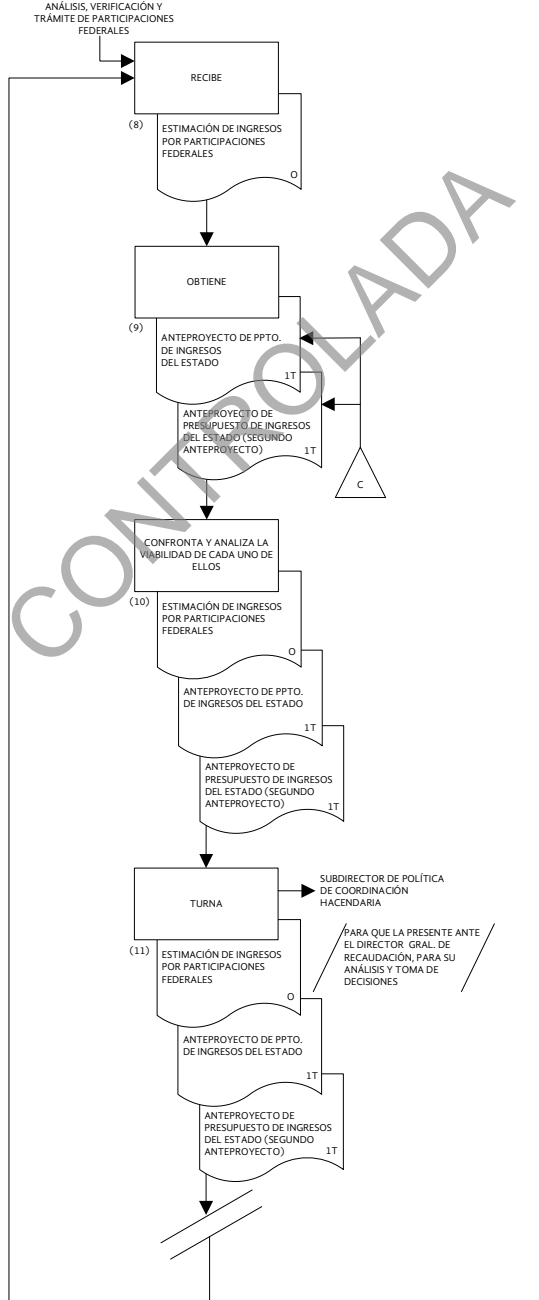 ANÁLISIS, VERIFICACIÓN Y
TRÁMITE DE PARTICIPACIONES
FEDERALES
RECIBE
(8)
ESTIMACIÓN DE INGRESOS
POR PARTICIPACIONES
FEDERALES
O
OBTIENE
(9)
ANTEPROYECTO DE PPTO.
DE INGRESOS
DEL ESTADO
1T
ANTEPROYECTO DE
PRESUPUESTO DE INGRESOS
DEL ESTADO (SEGUNDO
ANTEPROYECTO)
1T
C
CONFRONTA Y ANALIZA LA
VIABILIDAD DE CADA UNO DE
ELLOS
(10)
ESTIMACIÓN DE INGRESOS
POR PARTICIPACIONES
FEDERALES
O
ANTEPROYECTO DE PPTO.
DE INGRESOS DEL ESTADO
1T
ANTEPROYECTO DE
PRESUPUESTO DE INGRESOS
DEL ESTADO (SEGUNDO
ANTEPROYECTO)
1T
TURNA
SUBDIRECTOR DE POLÍTICA
DE COORDINACIÓN
HACENDARIA
PARA QUE LA PRESENTE ANTE
EL DIRECTOR GRAL. DE
RECAUDACIÓN, PARA SU
ANÁLISIS Y TOMA DE
DECISIONES
(11)
ESTIMACIÓN DE INGRESOS
POR PARTICIPACIONES
FEDERALES
O
ANTEPROYECTO DE PPTO.
DE INGRESOS DEL ESTADO
1T
ANTEPROYECTO DE
PRESUPUESTO DE INGRESOS
DEL ESTADO (SEGUNDO
ANTEPROYECTO)
1T
CONTROLADA